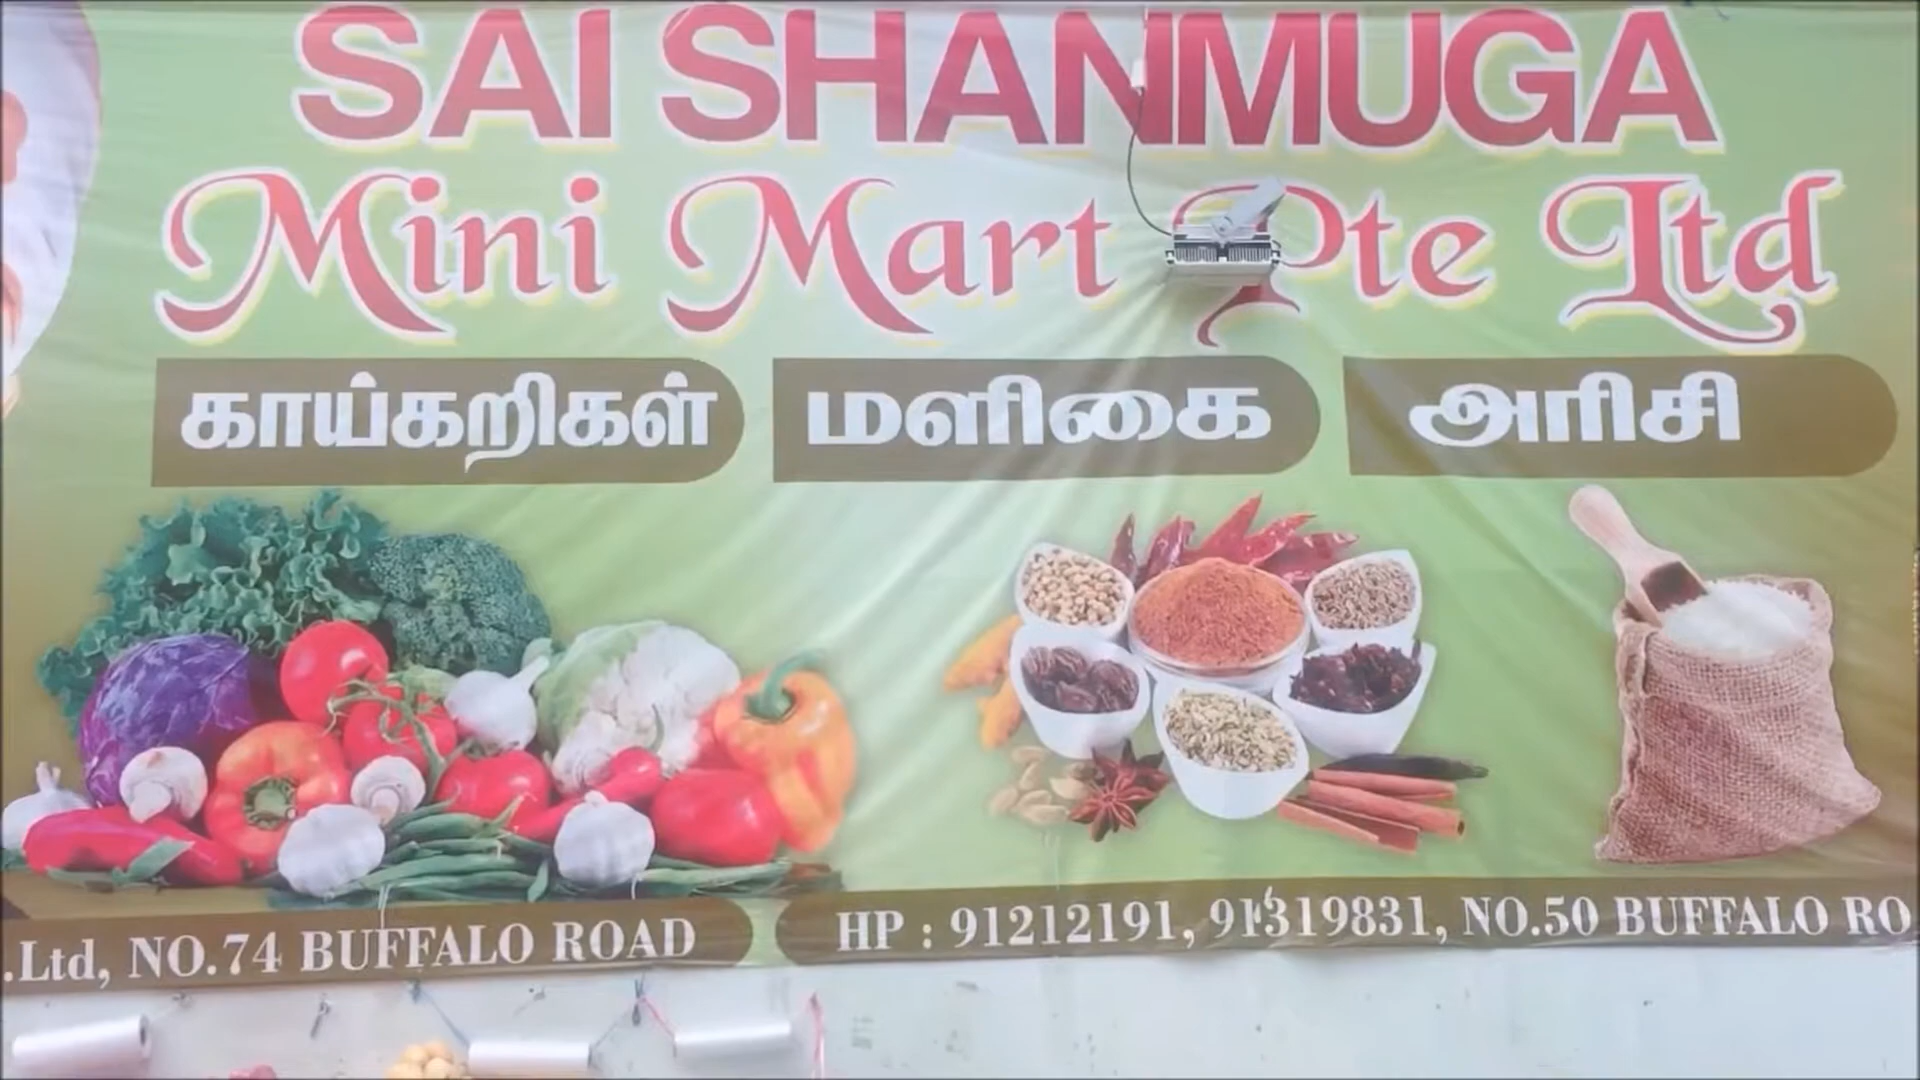 SAI SHANMUGA
Mini Mart Pte Ltd
காய்கறிகள் மளிகை அரிசி
.Ltd, NO.74 BUFFALO ROAD HP : 91212191, 91319831, NO.50 BUFFALO RO